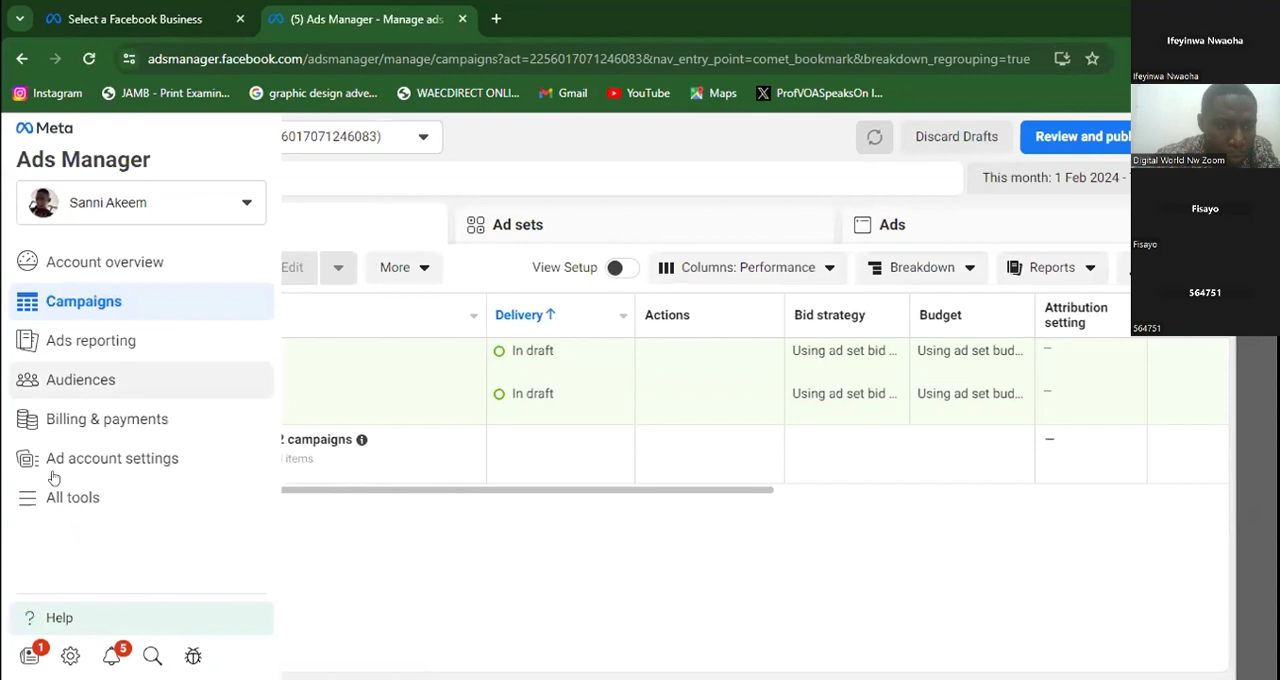 Select a Facebook Business
(5) Ads Manager - Manage ads
adsmanager.facebook.com/adsmanager/manage/campaigns?act=2256017071246083&nav_entry_point=comet_bookmark&breakdown_regrouping=true
Instagram
JAMB - Print Examin...
graphic design adve...
WAECDIRECT ONLI...
Gmail
YouTube
Maps
ProfVOASpeaksOn I...
Ifeyinwa Nwaoha
Ifeyinwa Nwaoha
Digital World Nw Zoom
Fisayo
Fisayo
564751
564751
Meta
Ads Manager
Sanni Akeem
Account overview
Campaigns
Ads reporting
Audiences
Billing & payments
Ad account settings
All tools
? Help
1
5
6017071246083)
Discard Drafts
Review and publ
This month: 1 Feb 2024 -
Ad sets
Ads
Edit
More
View Setup
Columns: Performance
Breakdown
Reports
Delivery ↑
Actions
Bid strategy
Budget
Attribution
setting
In draft
Using ad set bid ...
Using ad set bud...
—
In draft
Using ad set bid ...
Using ad set bud...
—
2 campaigns
items
—